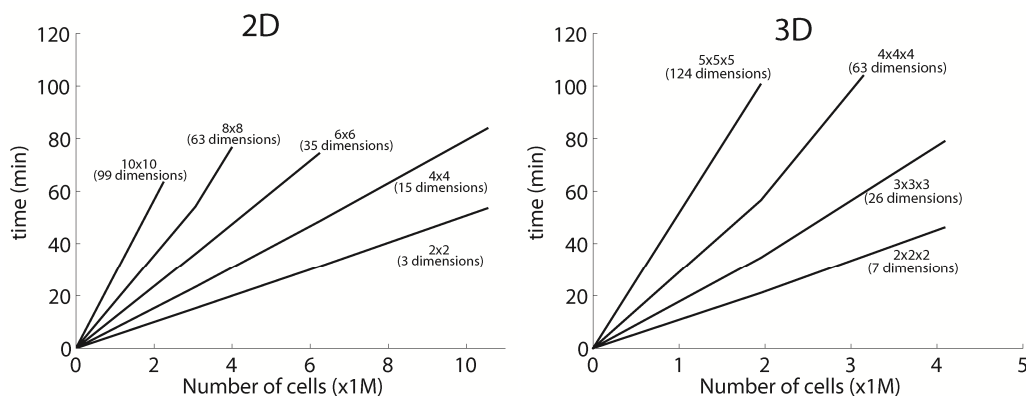 2D
time (min)
120
100
80
60
40
20
0
10x10
(99 dimensions)
8x8
(63 dimensions)
6x6
(35 dimensions)
4x4
(15 dimensions)
2x2
(3 dimensions)
0
2
4
6
8
10
Number of cells (x1M)
3D
time (min)
120
100
80
60
40
20
0
5x5x5
(124 dimensions)
4x4x4
(63 dimensions)
3x3x3
(26 dimensions)
2x2x2
(7 dimensions)
0
1
2
3
4
5
Number of cells (x1M)